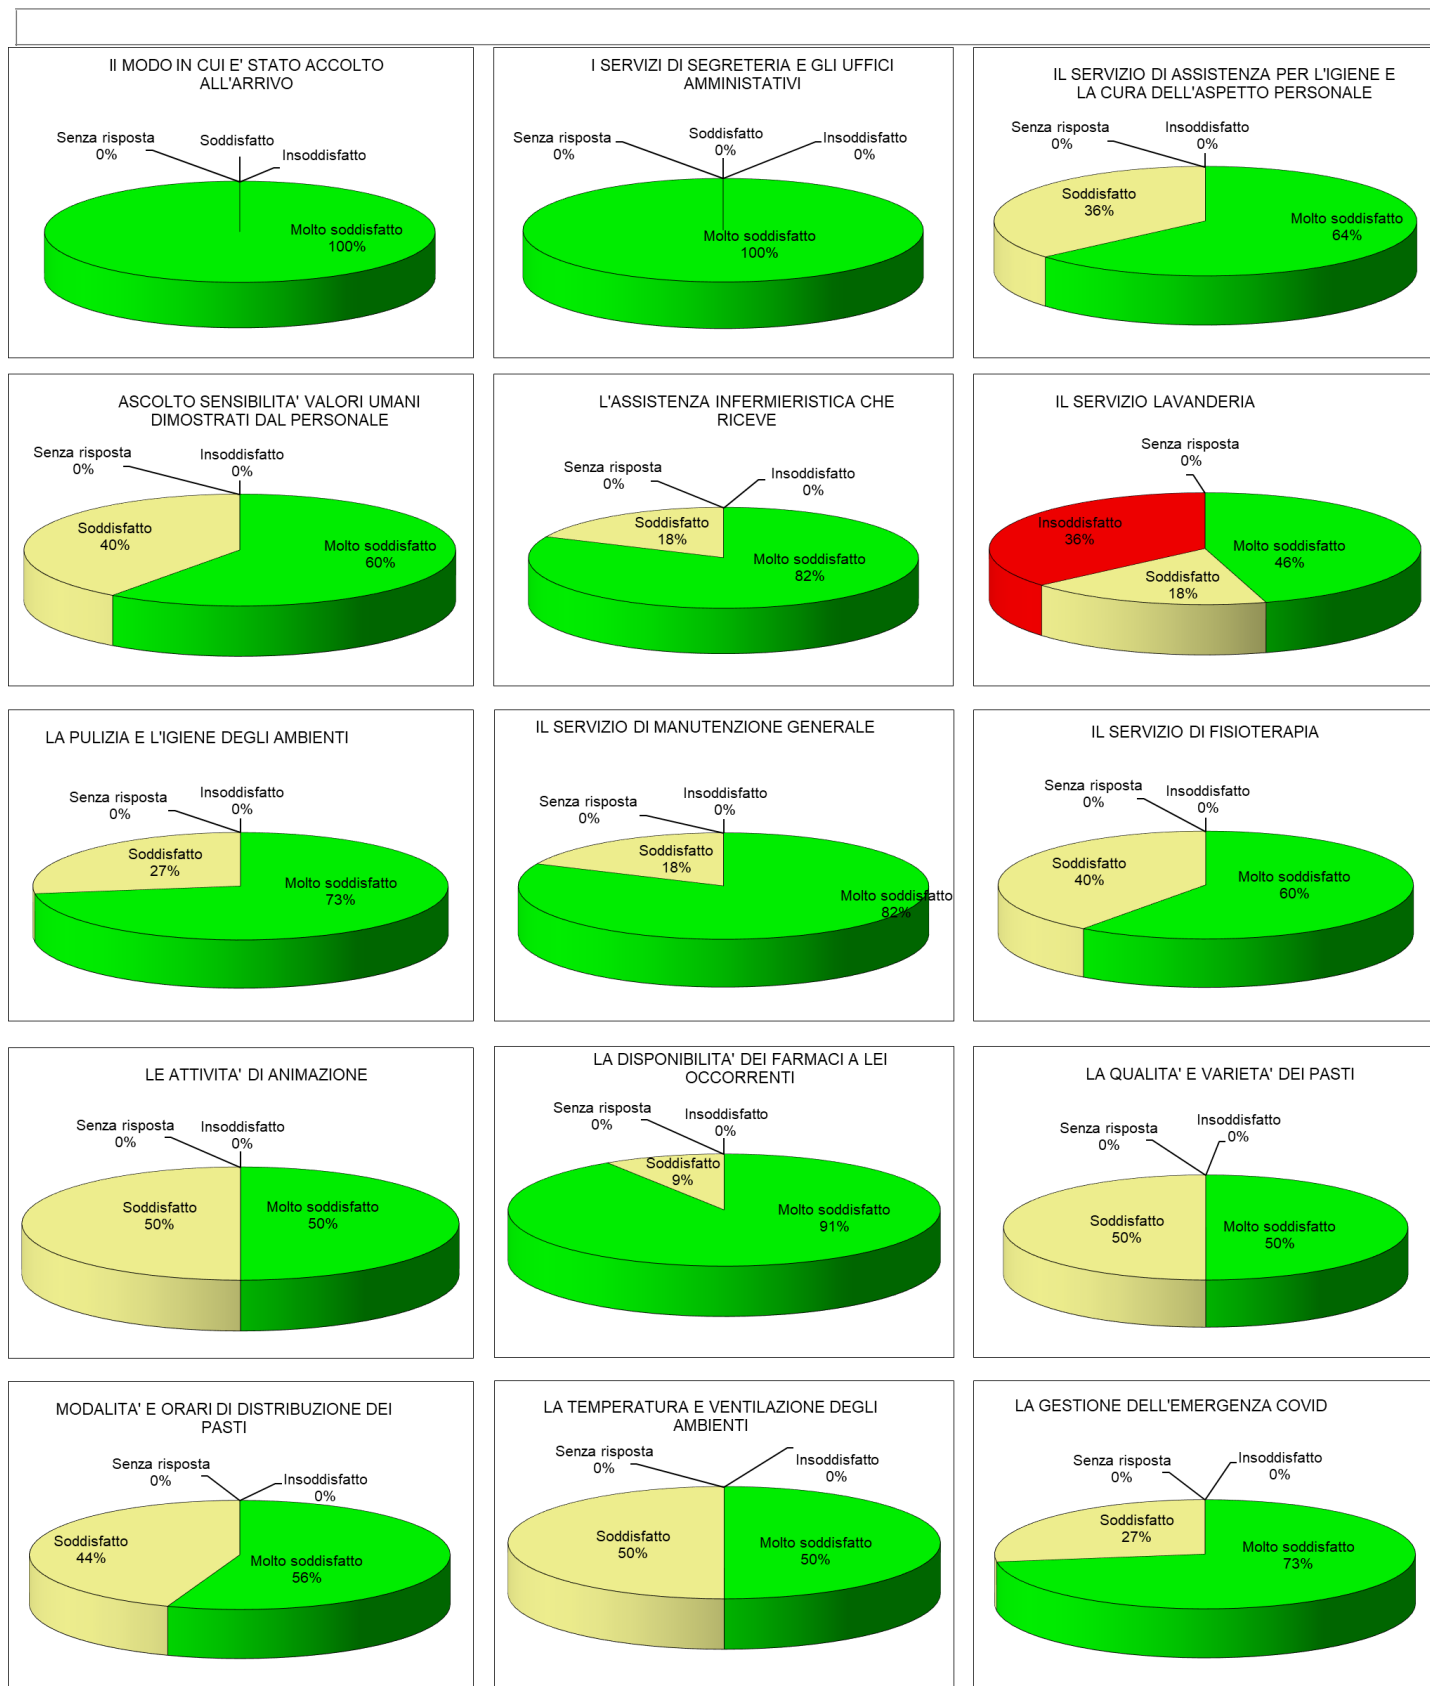 Il MODO IN CUI E' STATO ACCOLTO
ALL'ARRIVO
Senza risposta
0%
Soddisfatto
Insoddisfatto
Molto soddisfatto
100%
I SERVIZI DI SEGRETERIA E GLI UFFICI
AMMINISTATIVI
Senza risposta
0%
Soddisfatto
0%
Insoddisfatto
0%
Molto soddisfatto
100%
IL SERVIZIO DI ASSISTENZA PER L'IGIENE E
LA CURA DELL'ASPETTO PERSONALE
Senza risposta
0%
Insoddisfatto
0%
Soddisfatto
36%
Molto soddisfatto
64%
ASCOLTO SENSIBILITA' VALORI UMANI
DIMOSTRATI DAL PERSONALE
Senza risposta
0%
Insoddisfatto
0%
Soddisfatto
40%
Molto soddisfatto
60%
L'ASSISTENZA INFERMIERISTICA CHE
RICEVE
Senza risposta
0%
Insoddisfatto
0%
Soddisfatto
18%
Molto soddisfatto
82%
IL SERVIZIO LAVANDERIA
Senza risposta
0%
Insoddisfatto
36%
Molto soddisfatto
46%
Soddisfatto
18%
LA PULIZIA E L'IGIENE DEGLI AMBIENTI
Senza risposta
0%
Insoddisfatto
0%
Soddisfatto
27%
Molto soddisfatto
73%
IL SERVIZIO DI MANUTENZIONE GENERALE
Senza risposta
0%
Insoddisfatto
0%
Soddisfatto
18%
Molto soddisfatto
82%
IL SERVIZIO DI FISIOTERAPIA
Senza risposta
0%
Insoddisfatto
0%
Soddisfatto
40%
Molto soddisfatto
60%
LE ATTIVITA' DI ANIMAZIONE
Senza risposta
0%
Insoddisfatto
0%
Soddisfatto
50%
Molto soddisfatto
50%
LA DISPONIBILITA' DEI FARMACI A LEI
OCCORRENTI
Senza risposta
0%
Insoddisfatto
0%
Soddisfatto
9%
Molto soddisfatto
91%
LA QUALITA' E VARIETA' DEI PASTI
Senza risposta
0%
Insoddisfatto
0%
Soddisfatto
50%
Molto soddisfatto
50%
MODALITA' E ORARI DI DISTRIBUZIONE DEI
PASTI
Senza risposta
0%
Insoddisfatto
0%
Soddisfatto
44%
Molto soddisfatto
56%
LA TEMPERATURA E VENTILAZIONE DEGLI
AMBIENTI
Senza risposta
0%
Insoddisfatto
0%
Soddisfatto
50%
Molto soddisfatto
50%
LA GESTIONE DELL'EMERGENZA COVID
Senza risposta
0%
Insoddisfatto
0%
Soddisfatto
27%
Molto soddisfatto
73%